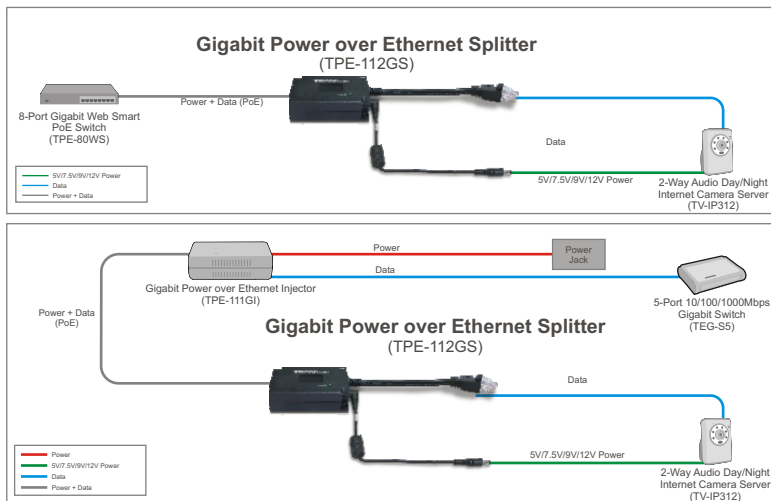 Gigabit Power over Ethernet Splitter
(TPE-112GS)
Power + Data (PoE)
8-Port Gigabit Web Smart
PoE Switch
(TPE-80WS)
Data
5V/7.5V/9V/12V Power
2-Way Audio Day/Night
Internet Camera Server
(TV-IP312)
5V/7.5V/9V/12V Power
Data
Power + Data
Power
Power
Jack
Data
Gigabit Power over Ethernet Injector
(TPE-111GI)
5-Port 10/100/1000Mbps
Gigabit Switch
(TEG-S5)
Power + Data
(PoE)
Gigabit Power over Ethernet Splitter
(TPE-112GS)
Data
5V/7.5V/9V/12V Power
2-Way Audio Day/Night
Internet Camera Server
(TV-IP312)
Power
5V/7.5V/9V/12V Power
Data
Power + Data